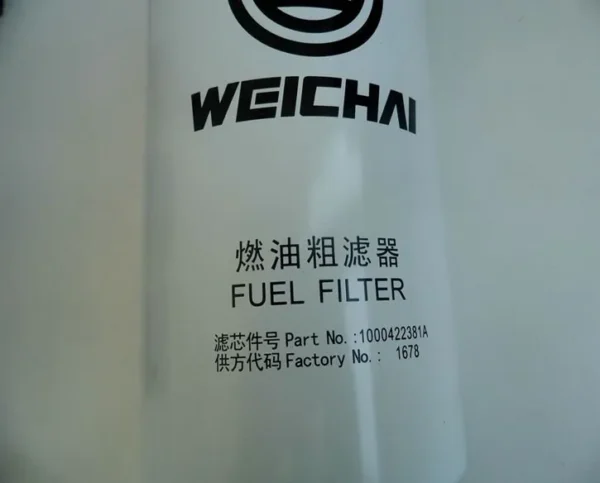 WEICHAI
燃油粗滤器
FUEL FILTER
滤芯件号 Part No.:1000422381A
供方代码 Factory No.: 1678